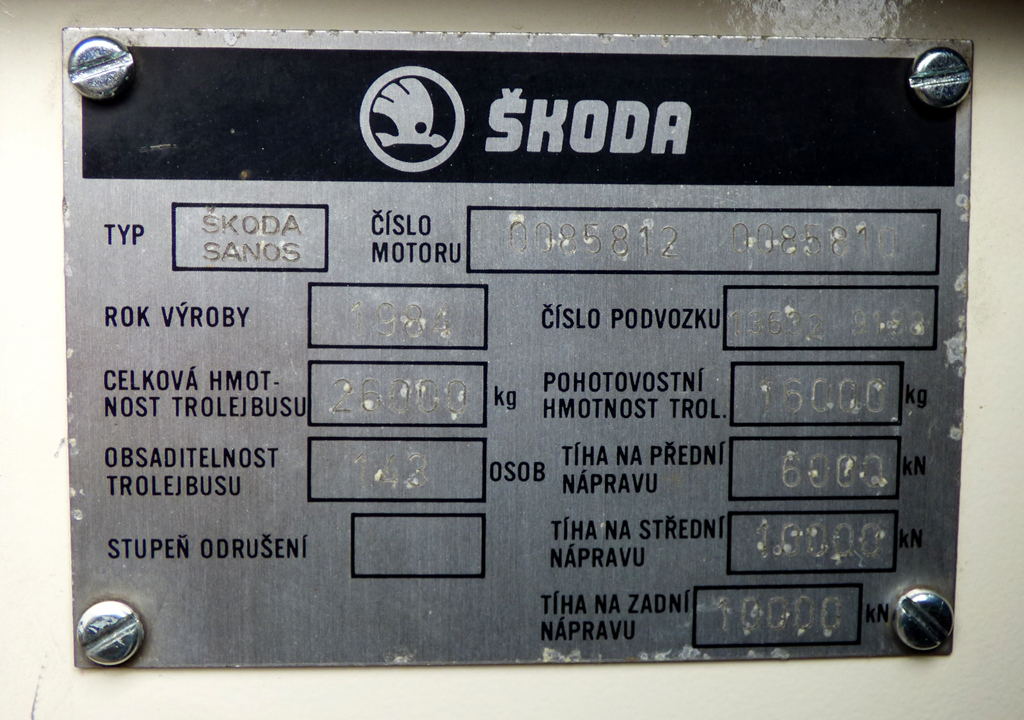 ŠKODA
TYP ŠKODA SANOS
ČÍSLO MOTORU 0085812 0085810
ROK VÝROBY 1984
ČÍSLO PODVOZKU
CELKOVÁ HMOT-
NOST TROLEJBUSU 26000 kg
POHOTOVOSTNÍ
HMOTNOST TROL. 16000 kg
OBSADITELNOST
TROLEJBUSU 143 OSOB
TÍHA NA PŘEDNÍ
NÁPRAVU 6000 kN
STUPEŇ ODRUŠENÍ
TÍHA NA STŘEDNÍ
NÁPRAVU 10000 kN
TÍHA NA ZADNÍ
NÁPRAVU 10000 kN